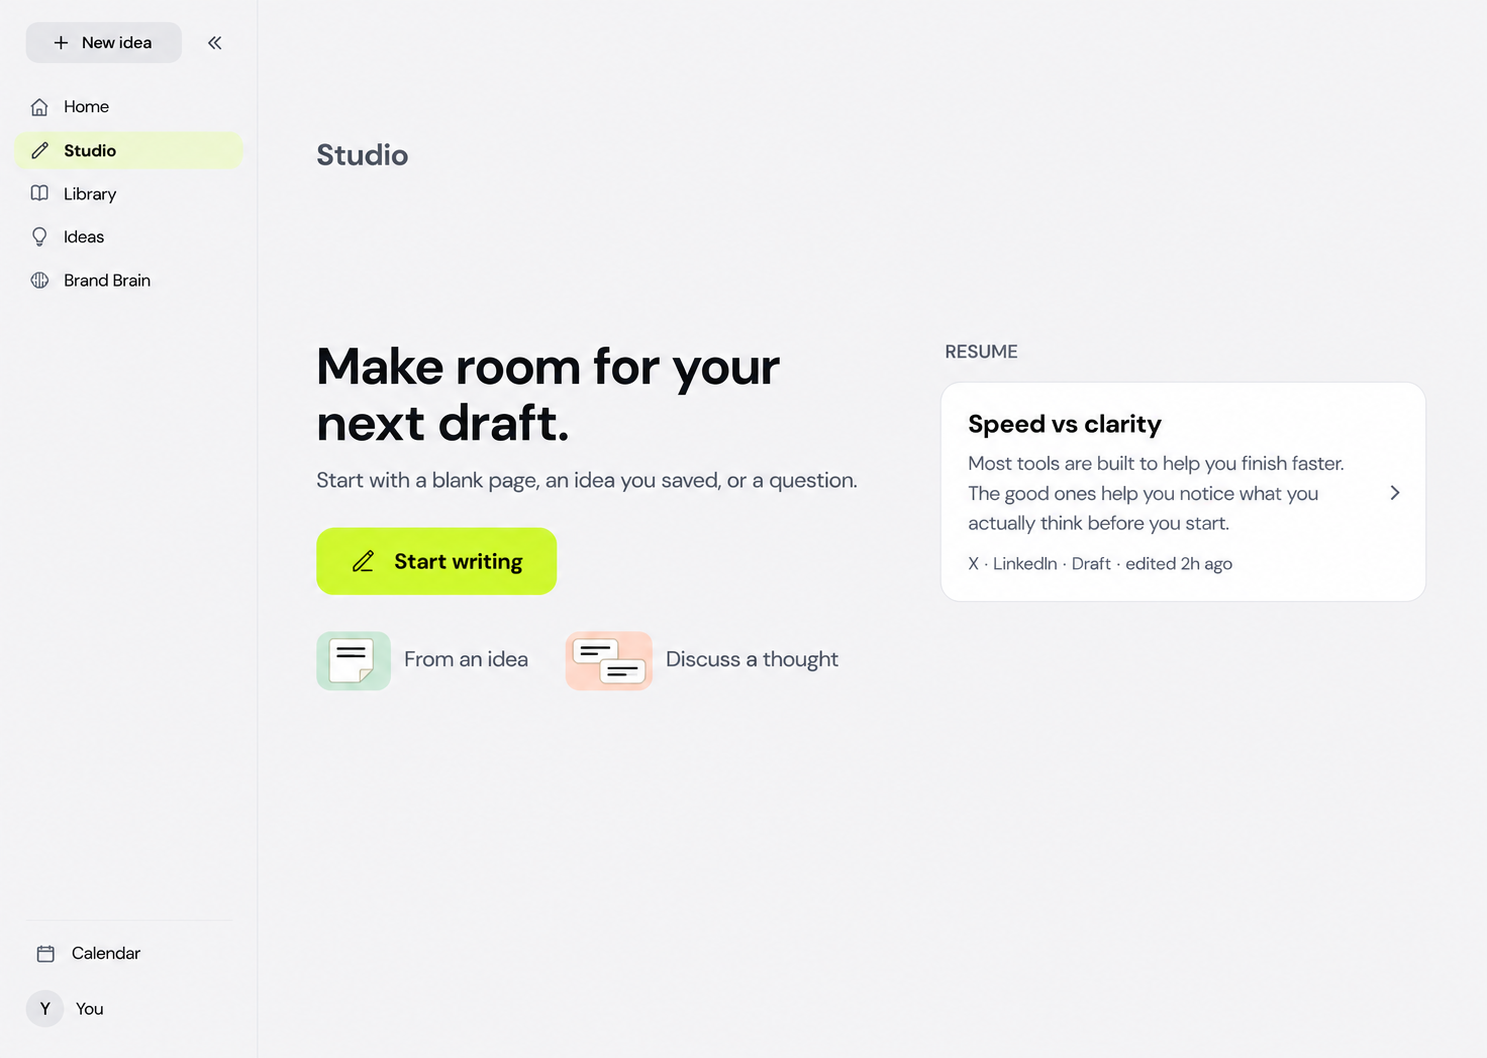 New idea
Home
Studio
Library
Ideas
Brand Brain
Calendar
Y
You
Studio
Make room for your
next draft.
Start with a blank page, an idea you saved, or a question.
Start writing
From an idea
Discuss a thought
RESUME
Speed vs clarity
Most tools are built to help you finish faster.
The good ones help you notice what you
actually think before you start.
X · LinkedIn · Draft · edited 2h ago